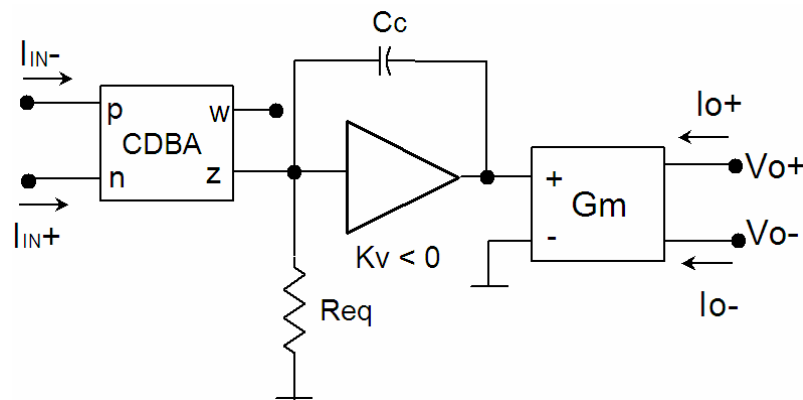 Cc
IIN-
p
w
CDBA
n
z
IIN+
Kv < 0
Req
+
-
Gm
Io+
Vo+
Vo-
Io-